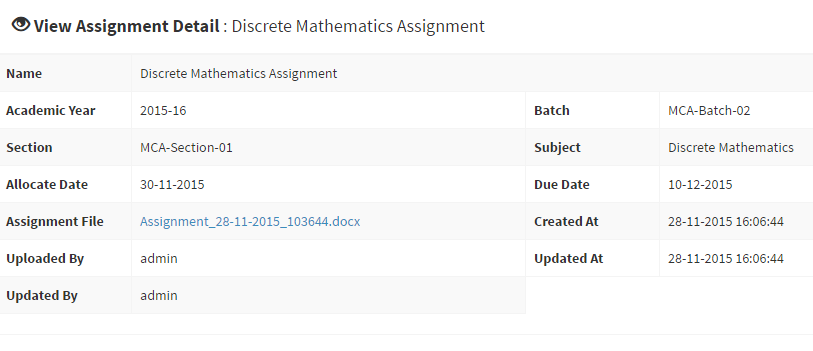 View Assignment Detail : Discrete Mathematics Assignment
Name Discrete Mathematics Assignment
Academic Year 2015-16 Batch MCA-Batch-02
Section MCA-Section-01 Subject Discrete Mathematics
Allocate Date 30-11-2015 Due Date 10-12-2015
Assignment File Assignment_28-11-2015_103644.docx Created At 28-11-2015 16:06:44
Uploaded By admin Updated At 28-11-2015 16:06:44
Updated By admin